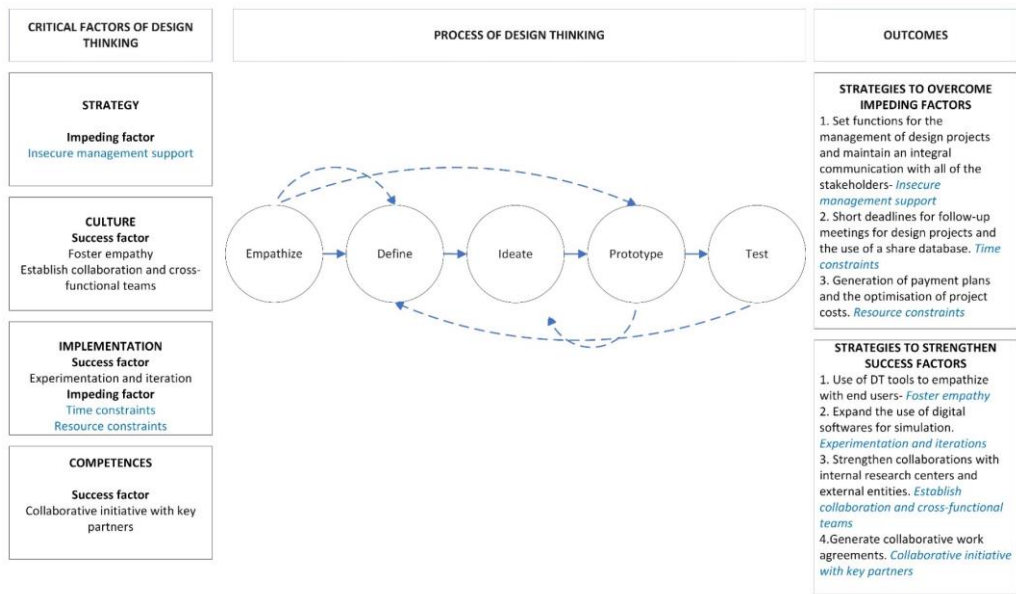 CRITICAL FACTORS OF DESIGN
THINKING
PROCESS OF DESIGN THINKING
OUTCOMES
STRATEGY
Impeding factor
Insecure management support
CULTURE
Success factor
Foster empathy
Establish collaboration and cross-
functional teams
IMPLEMENTATION
Success factor
Experimentation and iteration
Impeding factor
Time constraints
Resource constraints
COMPETENCES
Success factor
Collaborative initiative with key
partners
Empathize
Define
Ideate
Prototype
Test
STRATEGIES TO OVERCOME
IMPEDING FACTORS
1. Set functions for the
management of design projects
and maintain an integral
communication with all of the
stakeholders- Insecure
management support
2. Short deadlines for follow-up
meetings for design projects and
the use of a share database. Time
constraints
3. Generation of payment plans
and the optimisation of project
costs. Resource constraints
STRATEGIES TO STRENGTHEN
SUCCESS FACTORS
1. Use of DT tools to empathize
with end users- Foster empathy
2. Expand the use of digital
softwares for simulation.
Experimentation and iterations
3. Strengthen collaborations with
internal research centers and
external entities. Establish
collaboration and cross-functional
teams
4.Generate collaborative work
agreements. Collaborative initiative
with key partners